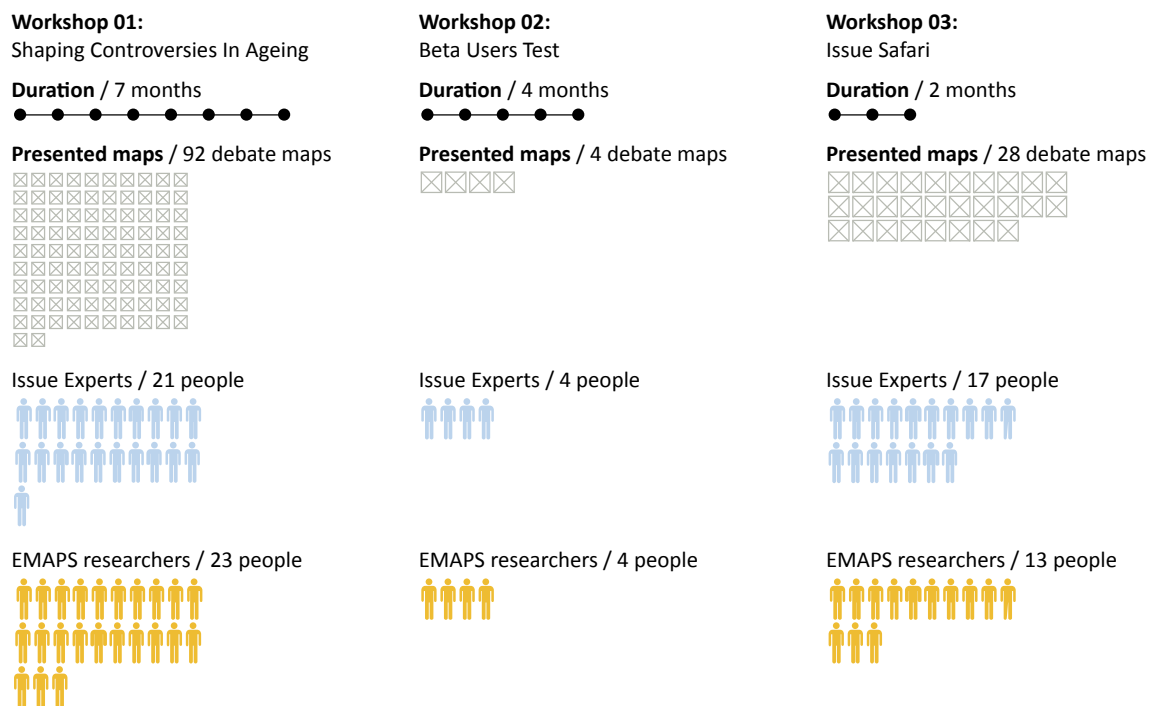 Workshop 01:
Shaping Controversies In Ageing
Duration / 7 months
Presented maps / 92 debate maps
Issue Experts / 21 people
EMAPS researchers / 23 people
Workshop 02:
Beta Users Test
Duration / 4 months
Presented maps / 4 debate maps
Issue Experts / 4 people
EMAPS researchers / 4 people
Workshop 03:
Issue Safari
Duration / 2 months
Presented maps / 28 debate maps
Issue Experts / 17 people
EMAPS researchers / 13 people